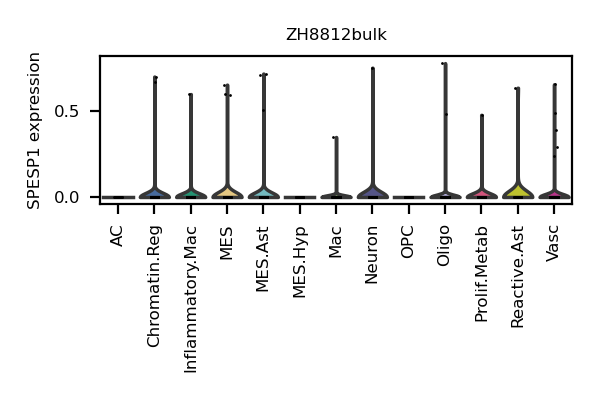 ZH8812bulk
SPESP1 expression
0.5
0.0
AC
Chromatin.Reg
Inflammatory.Mac
MES
MES.Ast
MES.Hyp
Mac
Neuron
OPC
Oligo
Prolif.Metab
Reactive.Ast
Vasc